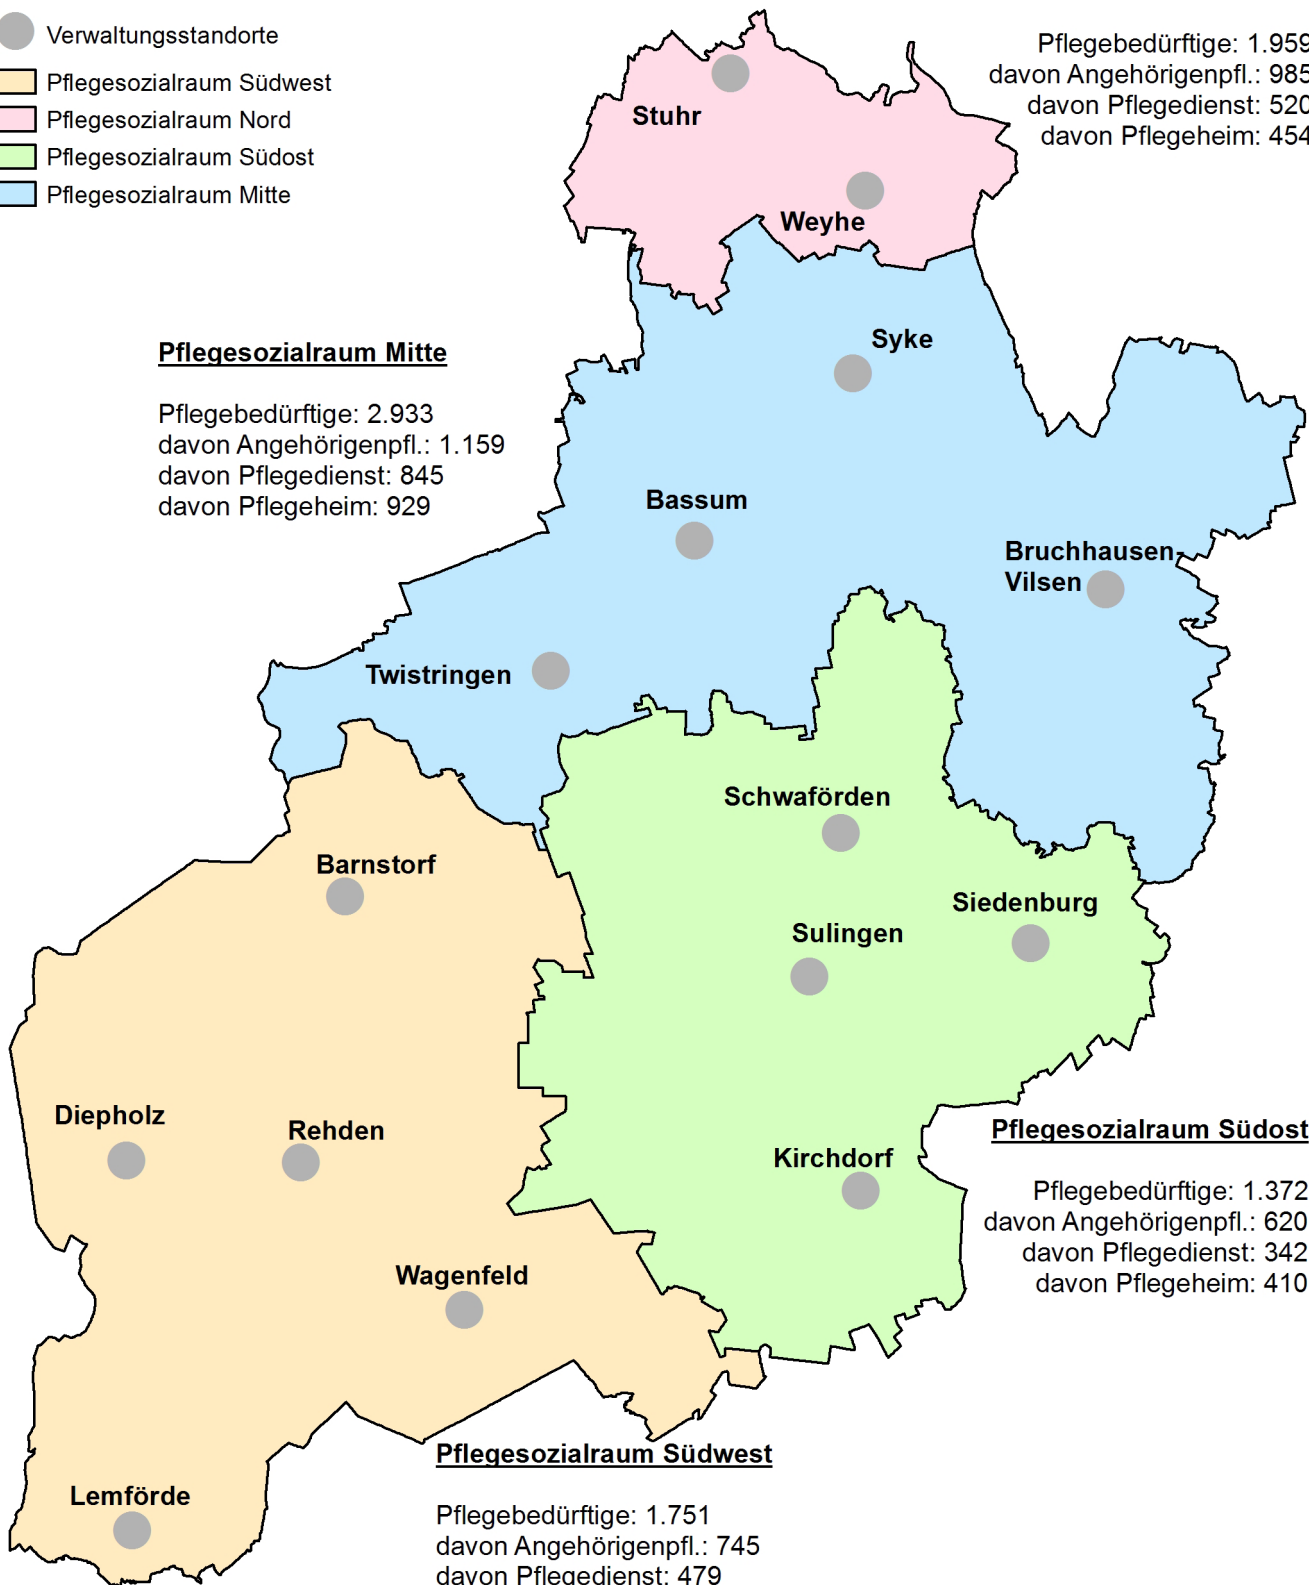 Verwaltungsstandorte
Pflegesozialraum Südwest
Pflegesozialraum Nord
Pflegesozialraum Südost
Pflegesozialraum Mitte
Pflegebedürftige: 1.959
davon Angehörigenpfl.: 985
davon Pflegedienst: 520
davon Pflegeheim: 454
Stuhr
Weyhe
Syke
Pflegesozialraum Mitte
Pflegebedürftige: 2.933
davon Angehörigenpfl.: 1.159
davon Pflegedienst: 845
davon Pflegeheim: 929
Bassum
Bruchhausen-
Vilsen
Twistringen
Schwaförden
Barnstorf
Siedenburg
Sulingen
Diepholz
Rehden
Kirchdorf
Pflegesozialraum Südost
Pflegebedürftige: 1.372
davon Angehörigenpfl.: 620
davon Pflegedienst: 342
davon Pflegeheim: 410
Wagenfeld
Lemförde
Pflegesozialraum Südwest
Pflegebedürftige: 1.751
davon Angehörigenpfl.: 745
davon Pflegedienst: 479